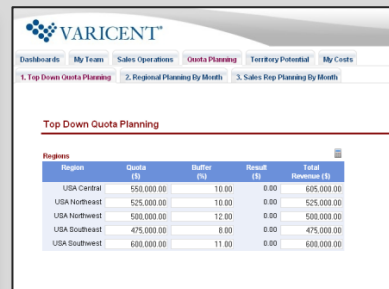 VARICENT
Dashboards My Team Sales Operations Quota Planning Territory Potential My Costs
1. Top Down Quota Planning 2. Regional Planning By Month 3. Sales Rep Planning By Month
Top Down Quota Planning
Regions
Region Quota ($) Buffer (%) Result ($) Total Revenue ($)
USA Central 550,000.00 10.00 0.00 605,000.00
USA Northeast 525,000.00 10.00 0.00 525,000.00
USA Northwest 500,000.00 12.00 0.00 500,000.00
USA Southeast 475,000.00 8.00 0.00 475,000.00
USA Southwest 600,000.00 11.00 0.00 600,000.00